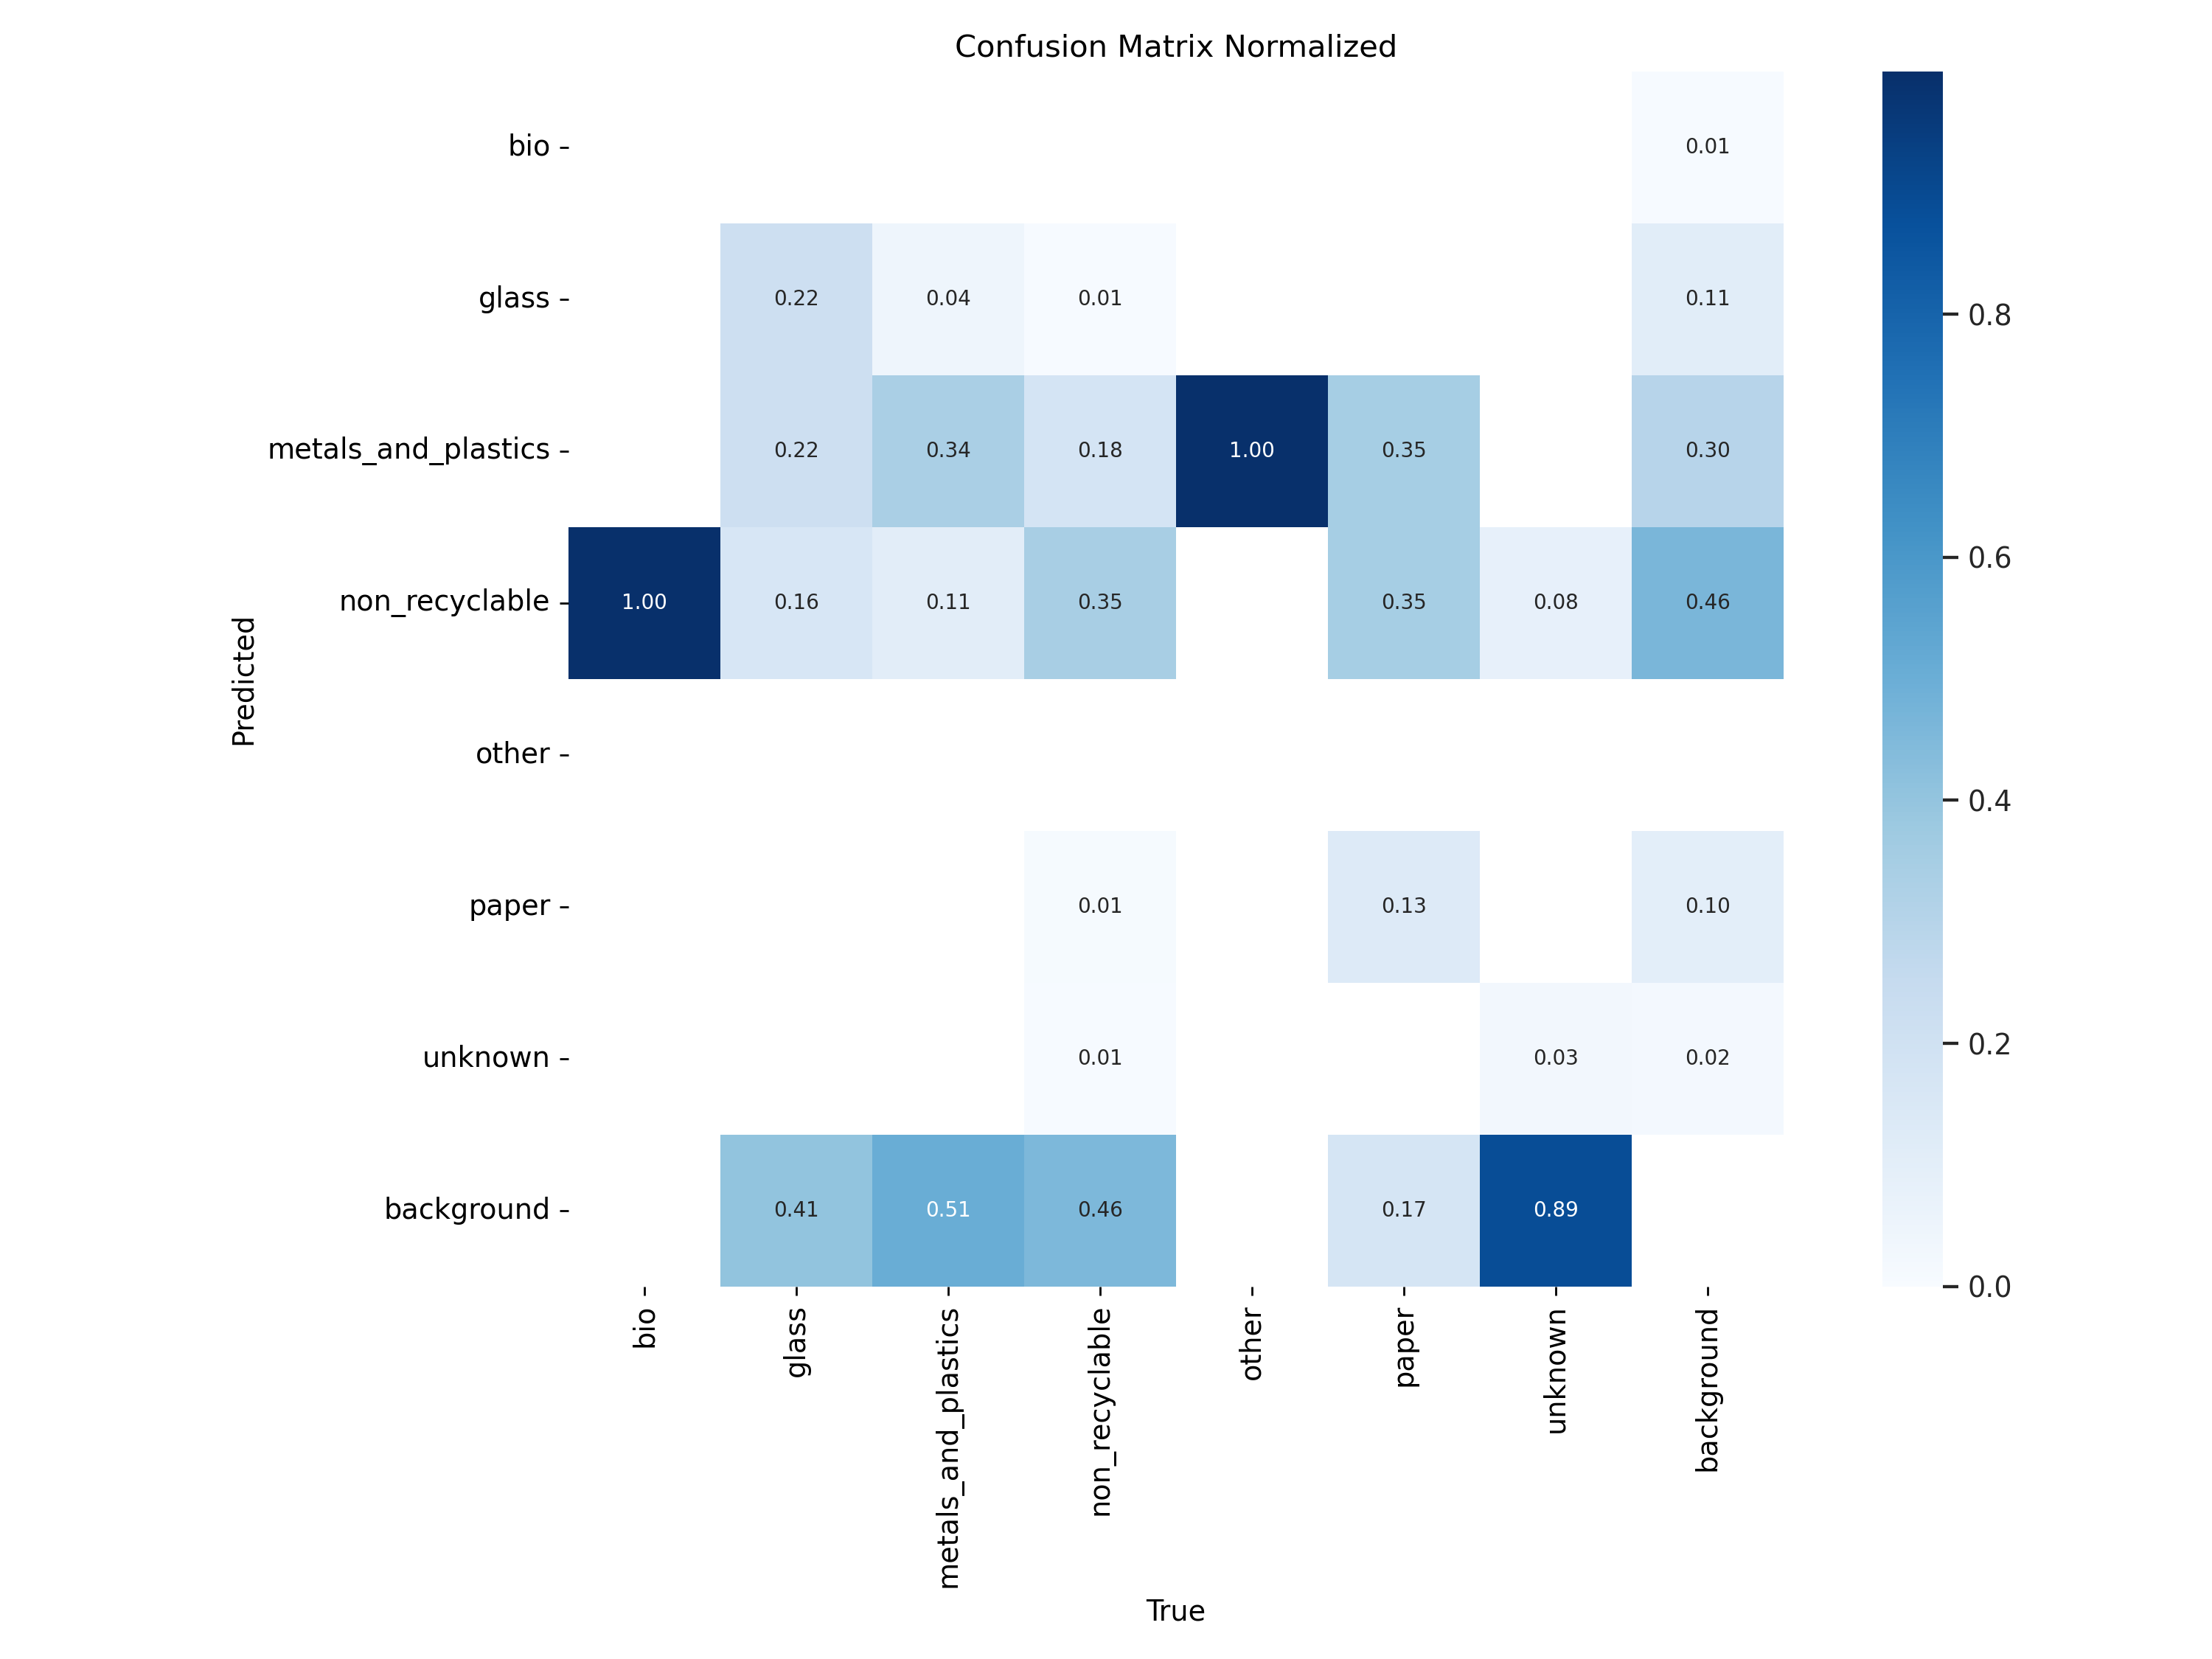 Confusion Matrix Normalized
bio
0.01
glass
0.22 0.04 0.01 0.11
metals_and_plastics
0.22 0.34 0.18 1.00 0.35 0.30
non_recyclable
1.00 0.16 0.11 0.35 0.35 0.08 0.46
other
paper
0.01 0.13 0.10
unknown
0.01 0.03 0.02
background
0.41 0.51 0.46 0.17 0.89
Predicted
bio
glass
metals_and_plastics
non_recyclable
other
paper
unknown
background
True
0.8
0.6
0.4
0.2
0.0